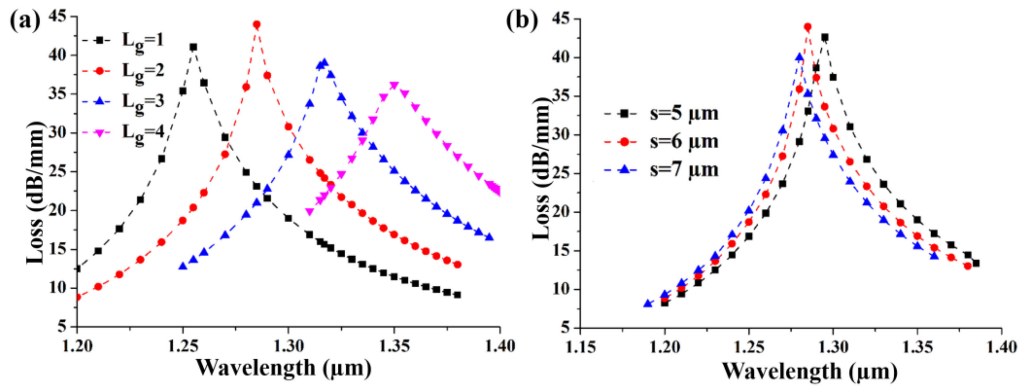 (a)
Loss (dB/mm)
45
40
35
30
25
20
15
10
5
Lg=1
Lg=2
Lg=3
Lg=4
1.20 1.25 1.30 1.35 1.40
Wavelength (µm)
(b)
Loss (dB/mm)
45
40
35
30
25
20
15
10
5
s=5 µm
s=6 µm
s=7 µm
1.15 1.20 1.25 1.30 1.35 1.40
Wavelength (µm)